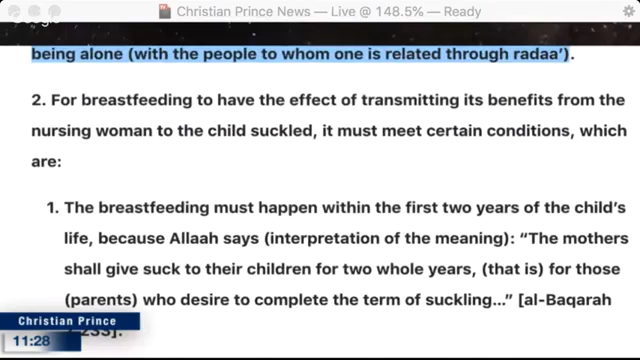 Christian Prince News — Live @ 148.5% — Ready
being alone (with the people to whom one is related through radaa’).
2. For breastfeeding to have the effect of transmitting its benefits from the
nursing woman to the child suckled, it must meet certain conditions, which
are:
1. The breastfeeding must happen within the first two years of the child’s
life, because Allaah says (interpretation of the meaning): “The mothers
shall give suck to their children for two whole years, (that is) for those
(parents) who desire to complete the term of suckling…” [al-Baqarah
233].
Christian Prince
11:28